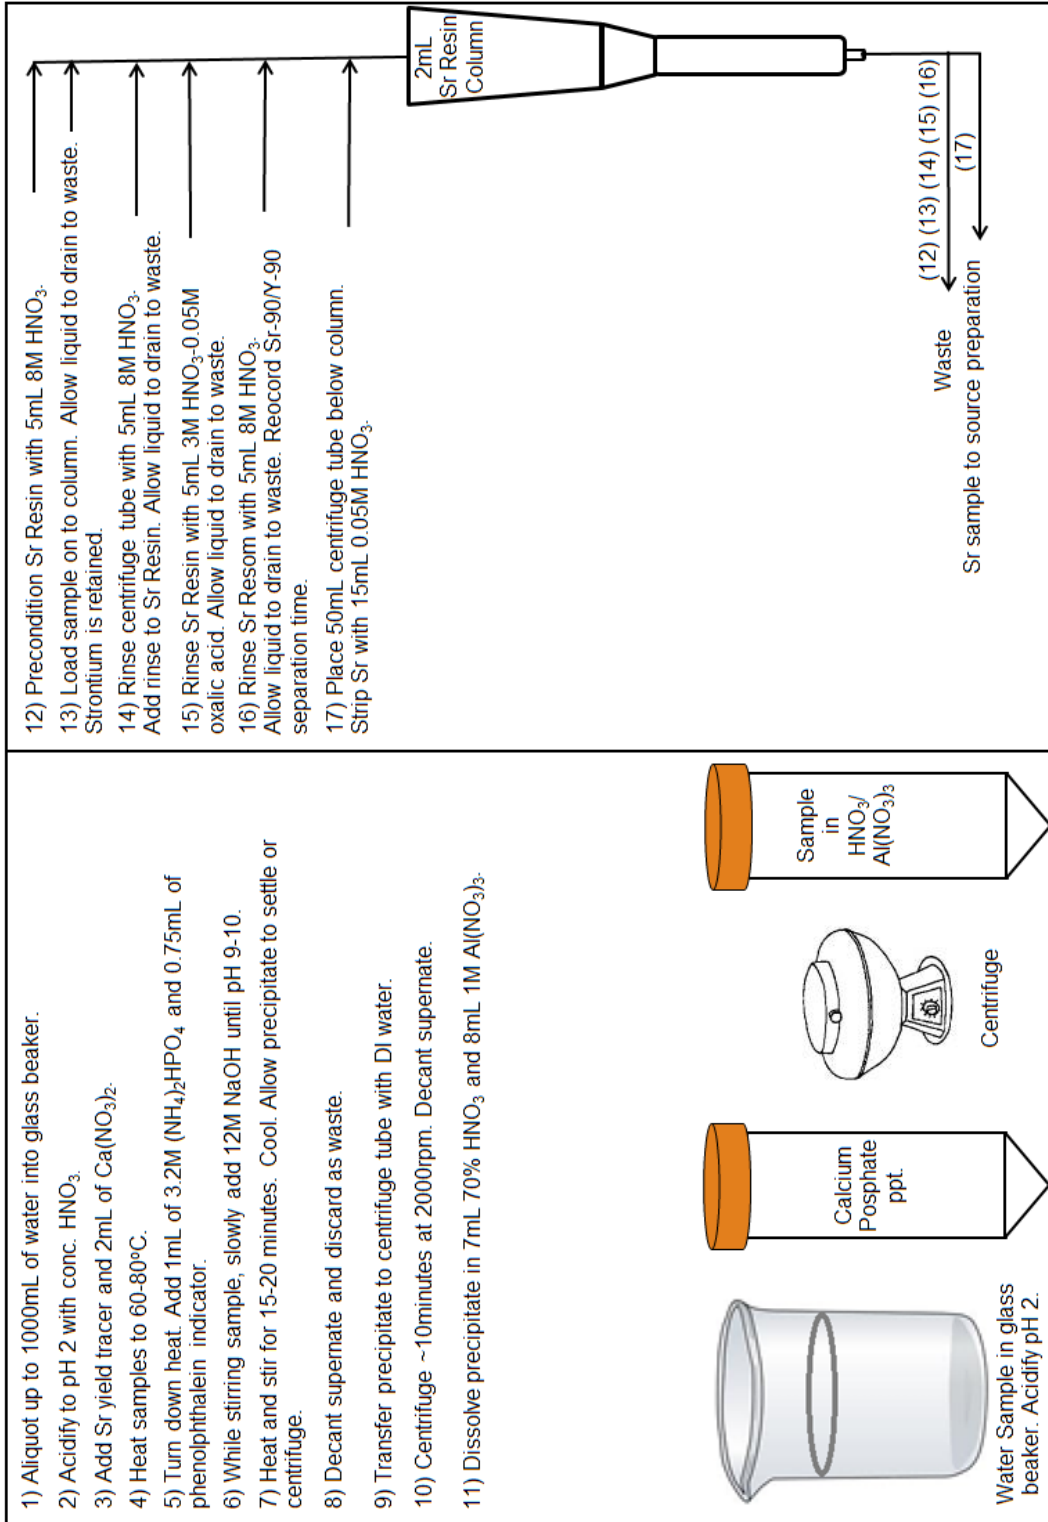 1) Aliquot up to 1000mL of water into glass beaker.
2) Acidify to pH 2 with conc. HNO₃.
3) Add Sr yield tracer and 2mL of Ca(NO₃)₂.
4) Heat samples to 60-80ºC.
5) Turn down heat. Add 1mL of 3.2M (NH₄)₂HPO₄ and 0.75mL of
phenolphthalein indicator.
6) While stirring sample, slowly add 12M NaOH until pH 9-10.
7) Heat and stir for 15-20 minutes. Cool. Allow precipitate to settle or
centrifuge.
8) Decant supernate and discard as waste.
9) Transfer precipitate to centrifuge tube with DI water.
10) Centrifuge ~10minutes at 2000rpm. Decant supernate.
11) Dissolve precipitate in 7mL 70% HNO₃ and 8mL 1M Al(NO₃)₃.
Water Sample in glass
beaker. Acidify pH 2.
Calcium
Posphate
ppt.
Centrifuge
Sample
in
HNO₃/
Al(NO₃)₃
12) Precondition Sr Resin with 5mL 8M HNO₃.
13) Load sample on to column. Allow liquid to drain to waste.
Strontium is retained.
14) Rinse centrifuge tube with 5mL 8M HNO₃.
Add rinse to Sr Resin. Allow liquid to drain to waste.
15) Rinse Sr Resin with 5mL 3M HNO₃-0.05M
oxalic acid. Allow liquid to drain to waste.
16) Rinse Sr Resom with 5mL 8M HNO₃.
Allow liquid to drain to waste. Reocord Sr-90/Y-90
separation time.
17) Place 50mL centrifuge tube below column.
Strip Sr with 15mL 0.05M HNO₃.
2mL
Sr Resin
Column
(12) (13) (14) (15) (16)
(17)
Waste
Sr sample to source preparation